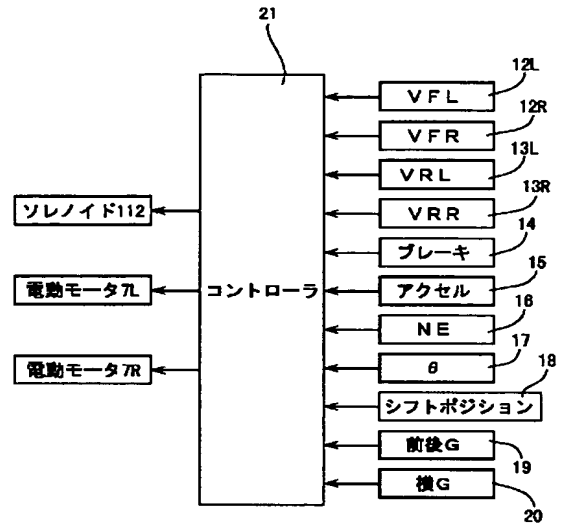 21
コントローラ
ソレノイド112
電動モータ7L
電動モータ7R
12L
VFL
12R
VFR
13L
VRL
13R
VRR
14
ブレーキ
15
アクセル
16
NE
17
θ
18
シフトポジション
前後G
19
横G
20